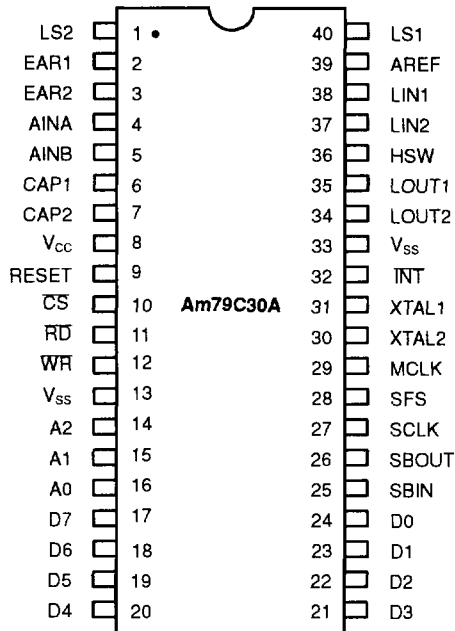 LS2 1 40 LS1
EAR1 2 39 AREF
EAR2 3 38 LIN1
AINA 4 37 LIN2
AINB 5 36 HSW
CAP1 6 35 LOUT1
CAP2 7 34 LOUT2
VCC 8 33 VSS
RESET 9 32 I̅N̅T̅
C̅S̅ 10 Am79C30A 31 XTAL1
R̅D̅ 11 30 XTAL2
W̅R̅ 12 29 MCLK
VSS 13 28 SFS
A2 14 27 SCLK
A1 15 26 SBOUT
A0 16 25 SBIN
D7 17 24 D0
D6 18 23 D1
D5 19 22 D2
D4 20 21 D3